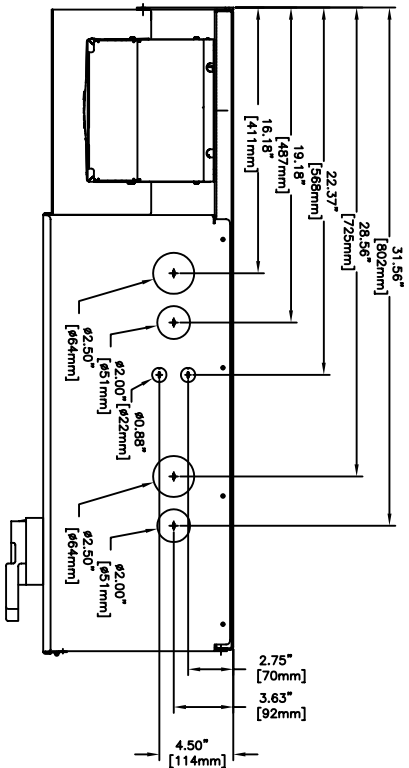 31.56"
[802mm]
28.56"
[725mm]
22.37"
[568mm]
19.18"
[487mm]
16.18"
[411mm]
ø2.50"
[ø64mm]
ø2.00"
[ø51mm]
ø0.88"
[ø22mm]
ø2.50"
[ø64mm]
ø2.00"
[ø51mm]
2.75"
[70mm]
3.63"
[92mm]
4.50"
[114mm]